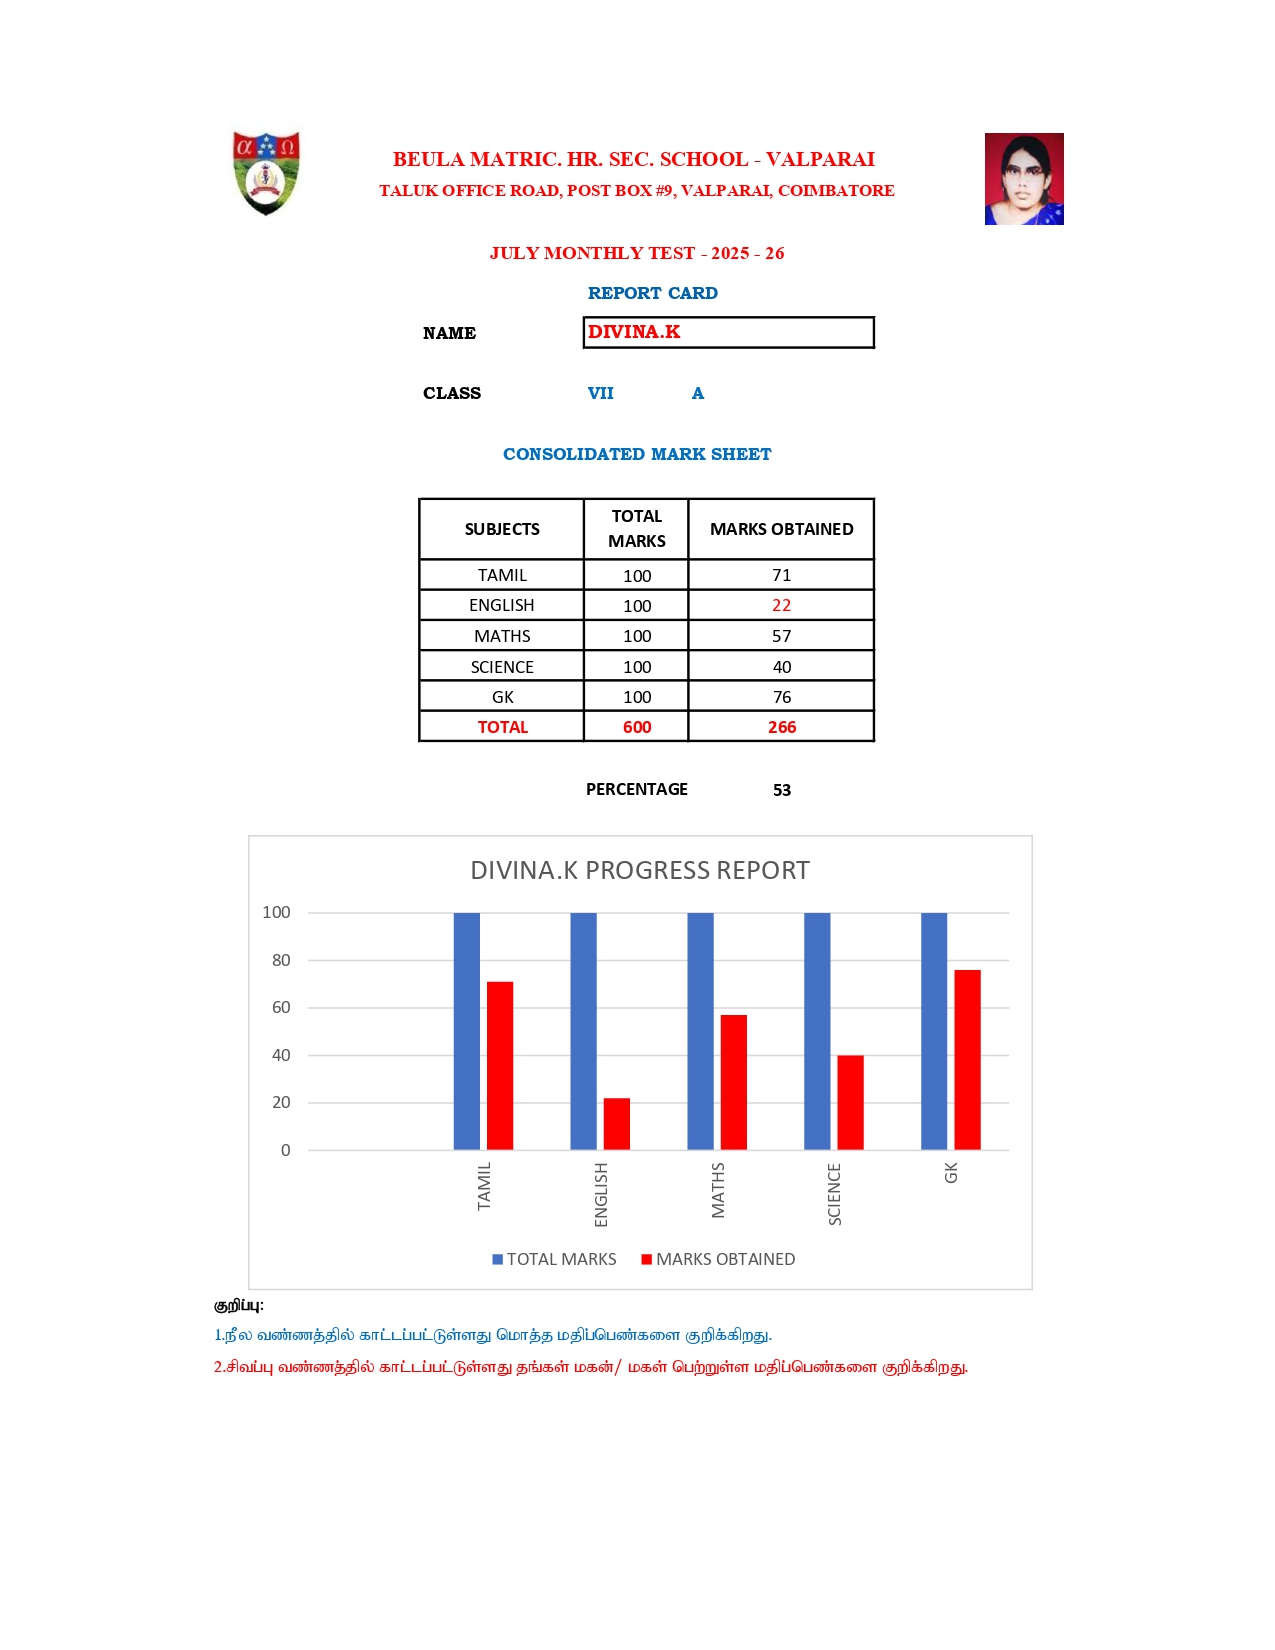 α Ω
BEULA MATRIC. HR. SEC. SCHOOL - VALPARAI
TALUK OFFICE ROAD, POST BOX #9, VALPARAI, COIMBATORE
JULY MONTHLY TEST - 2025 - 26
REPORT CARD
NAME DIVINA.K
CLASS VII A
CONSOLIDATED MARK SHEET
SUBJECTS TOTAL MARKS MARKS OBTAINED
TAMIL 100 71
ENGLISH 100 22
MATHS 100 57
SCIENCE 100 40
GK 100 76
TOTAL 600 266
PERCENTAGE 53
DIVINA.K PROGRESS REPORT
100
80
60
40
20
0
TAMIL ENGLISH MATHS SCIENCE GK
TOTAL MARKS MARKS OBTAINED
குறிப்பு:
1.நீல வண்ணத்தில் காட்டப்பட்டுள்ளது மொத்த மதிப்பெண்களை குறிக்கிறது.
2.சிவப்பு வண்ணத்தில் காட்டப்பட்டுள்ளது தங்கள் மகன்/ மகள் பெற்றுள்ள மதிப்பெண்களை குறிக்கிறது.